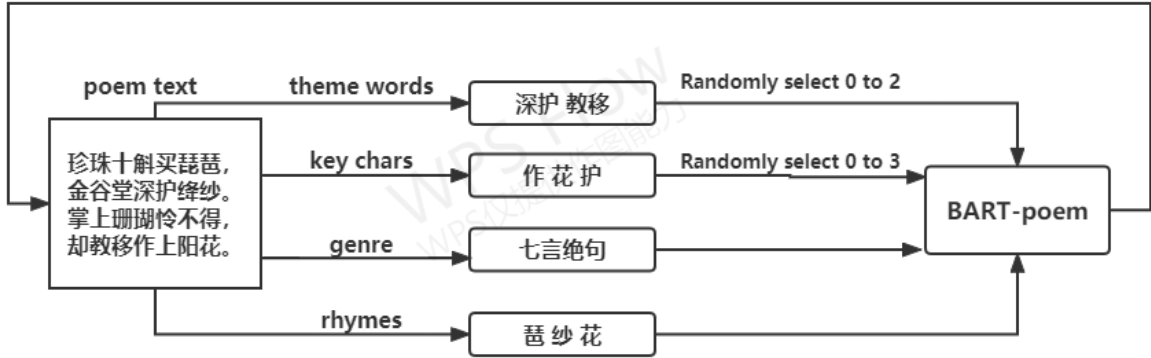 poem text
珍珠十斛买琵琶，
金谷堂深护绛纱。
掌上珊瑚怜不得，
却教移作上阳花。
theme words
深护 教移
Randomly select 0 to 2
key chars
作 花 护
Randomly select 0 to 3
genre
七言绝句
rhymes
琶 纱 花
BART-poem
WPS Flow